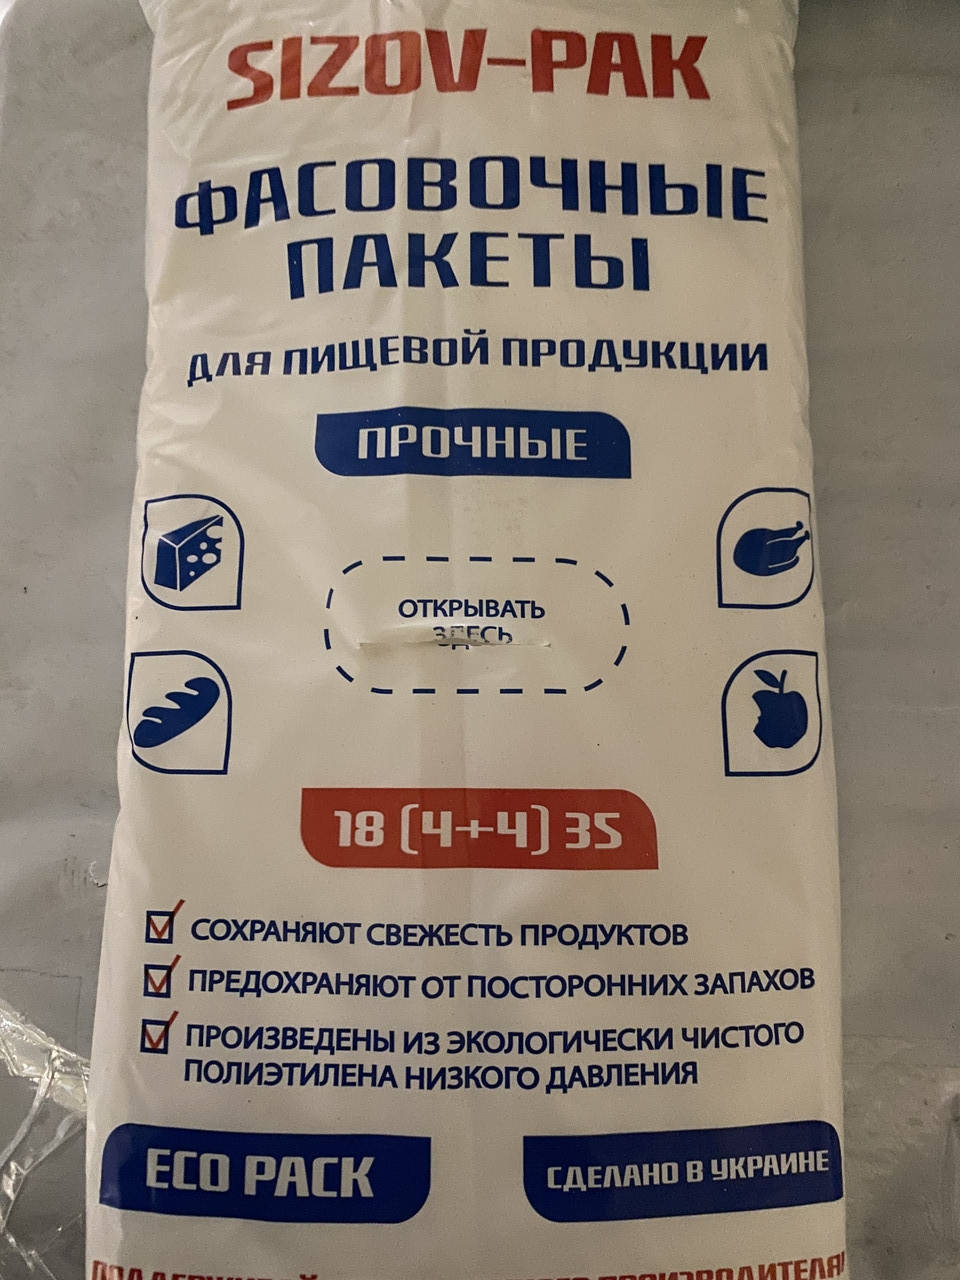 SIZOV-PAK
ФАСОВОЧНЫЕ
ПАКЕТЫ
ДЛЯ ПИЩЕВОЙ ПРОДУКЦИИ
ПРОЧНЫЕ
ОТКРЫВАТЬ
ЗДЕСЬ
18 (4+4) 35
СОХРАНЯЮТ СВЕЖЕСТЬ ПРОДУКТОВ
ПРЕДОХРАНЯЮТ ОТ ПОСТОРОННИХ ЗАПАХОВ
ПРОИЗВЕДЕНЫ ИЗ ЭКОЛОГИЧЕСКИ ЧИСТОГО
ПОЛИЭТИЛЕНА НИЗКОГО ДАВЛЕНИЯ
ECO PACK
СДЕЛАНО В УКРАИНЕ
ПРОИЗВОДИТЕЛЯ!